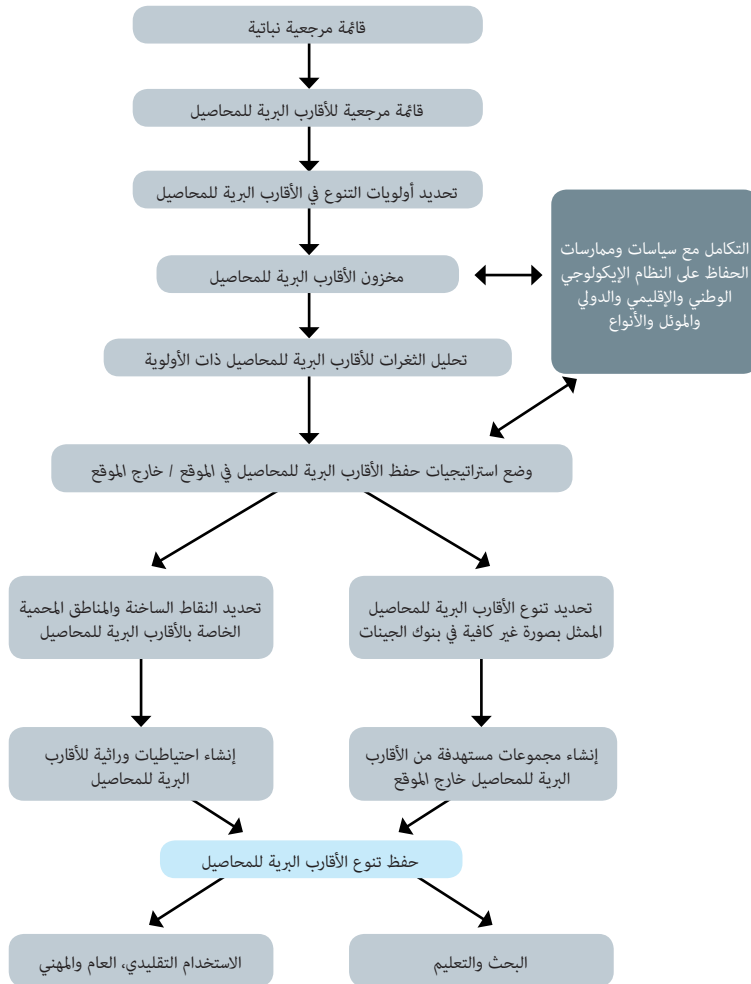 قائمة مرجعية نباتية
قائمة مرجعية للأقارب البرية للمحاصيل
تحديد أولويات التنوع في الأقارب البرية للمحاصيل
مخزون الأقارب البرية للمحاصيل
التكامل مع سياسات وممارسات
الحفاظ على النظام الإيكولوجي
الوطني والإقليمي والدولي
والموئل والأنواع
تحليل الثغرات للأقارب البرية للمحاصيل ذات الأولوية
وضع استراتيجيات حفظ الأقارب البرية للمحاصيل في الموقع / خارج الموقع
تحديد تنوع الأقارب البرية للمحاصيل
الممثل بصورة غير كافية في بنوك الجينات
تحديد النقاط الساخنة والمناطق المحمية
الخاصة بالأقارب البرية للمحاصيل
إنشاء مجموعات مستهدفة من الأقارب
البرية للمحاصيل خارج الموقع
إنشاء احتياطيات وراثية للأقارب
البرية للمحاصيل
حفظ تنوع الأقارب البرية للمحاصيل
البحث والتعليم
الاستخدام التقليدي، العام والمهني